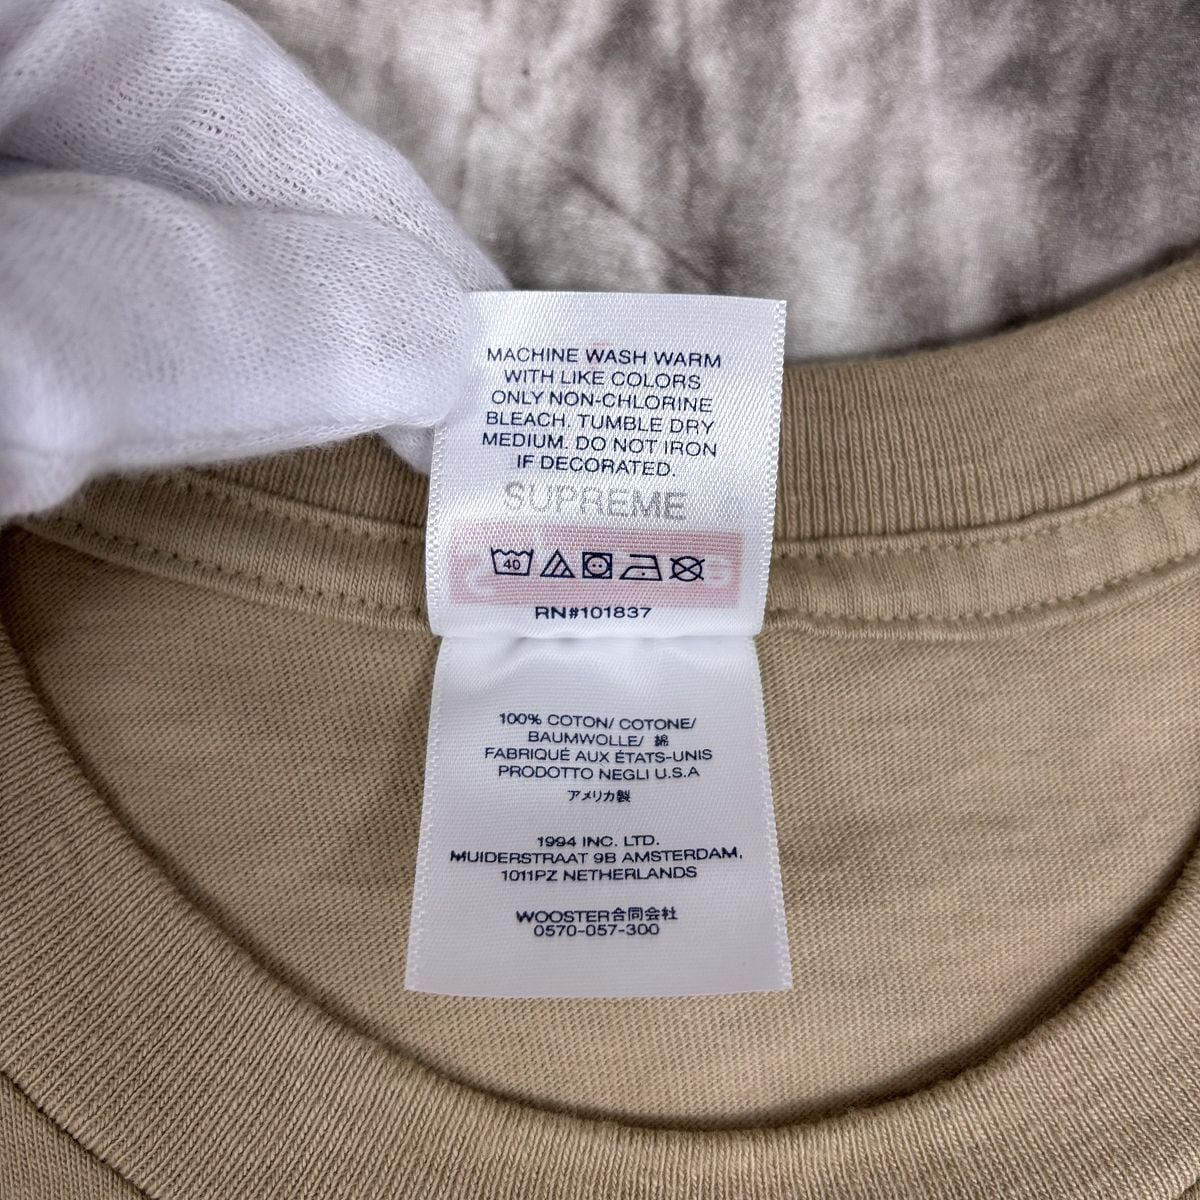 MACHINE WASH WARM
WITH LIKE COLORS
ONLY NON-CHLORINE
BLEACH. TUMBLE DRY
MEDIUM. DO NOT IRON
IF DECORATED.
SUPREME
40
RN#101837
100% COTON/ COTONE/
BAUMWOLLE/ 綿
FABRIQUÉ AUX ÉTATS-UNIS
PRODOTTO NEGLI U.S.A
アメリカ製
1994 INC. LTD.
MUIDERSTRAAT 9B AMSTERDAM,
1011PZ NETHERLANDS
WOOSTER合同会社
0570-057-300